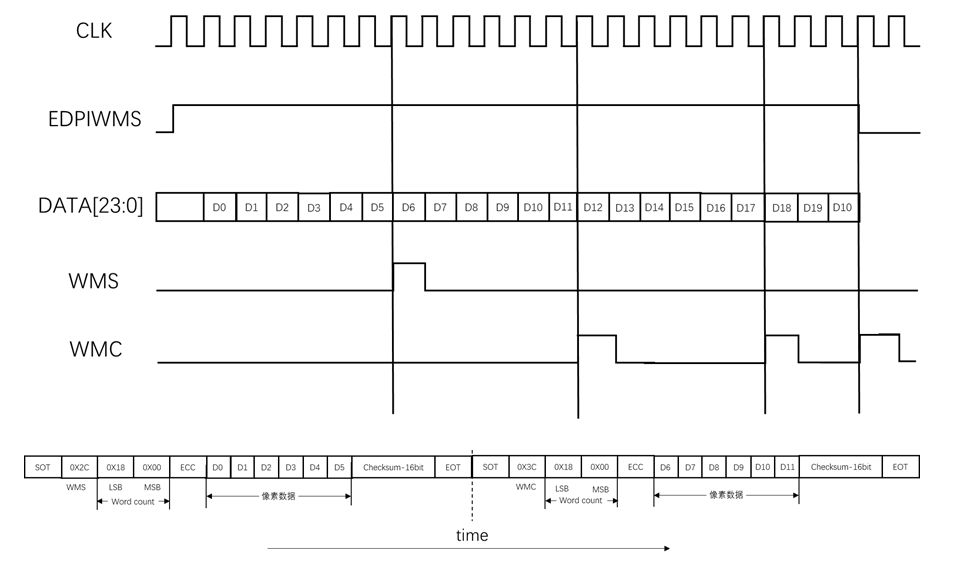 CLK
EDPIWMS
DATA[23:0] D0 D1 D2 D3 D4 D5 D6 D7 D8 D9 D10 D11 D12 D13 D14 D15 D16 D17 D18 D19 D10
WMS
WMC
SOT 0X2C 0X18 0X00 ECC D0 D1 D2 D3 D4 D5 Checksum-16bit EOT SOT 0X3C 0X18 0X00 ECC D6 D7 D8 D9 D10 D11 Checksum-16bit EOT
WMS LSB MSB WMC LSB MSB
Word count 像素数据 Word count 像素数据
time